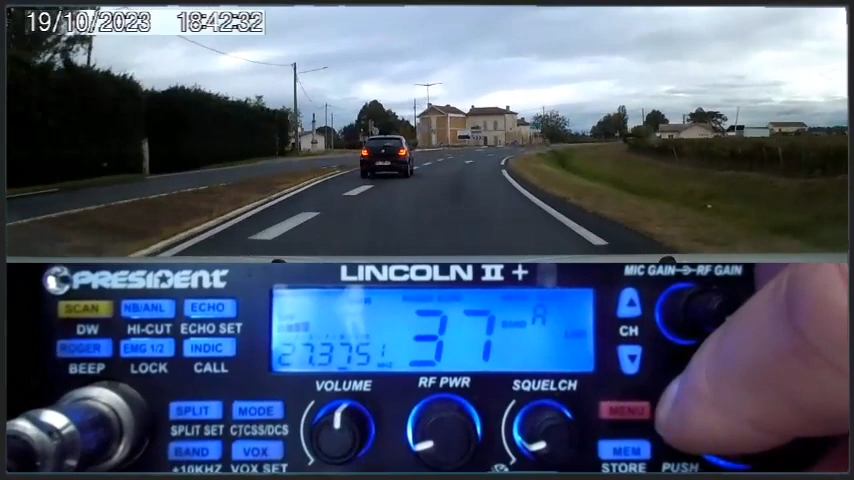 19/10/2023 18:42:32
PRESIDENT
LINCOLN II +
MIC GAIN RF GAIN
SCAN NB/ANL ECHO
DW HI-CUT ECHO SET
ROGER EMG 1/2 INDIC
BEEP LOCK CALL
37
BAND A
27.3751
CH
VOLUME RF PWR SQUELCH
SPLIT MODE
SPLIT SET CTCSS/DCS
BAND VOX
+10KHZ VOX SET
MENU
MEM
STORE PUSH